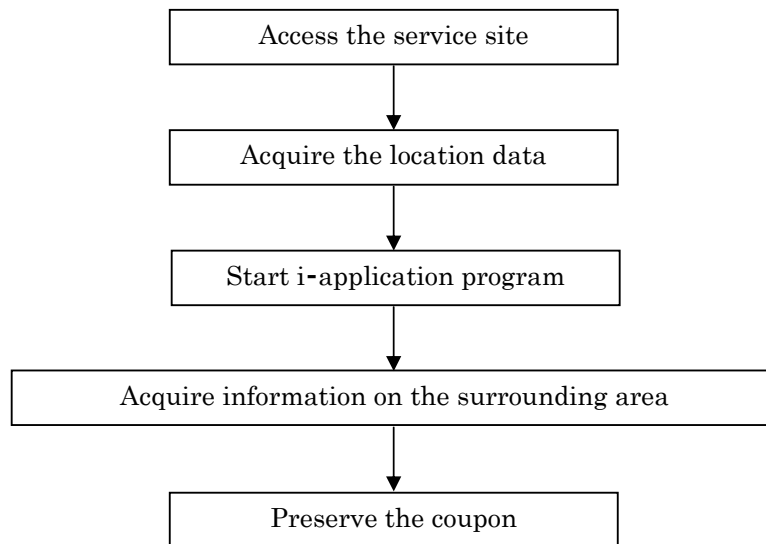 Access the service site
Acquire the location data
Start i-application program
Acquire information on the surrounding area
Preserve the coupon